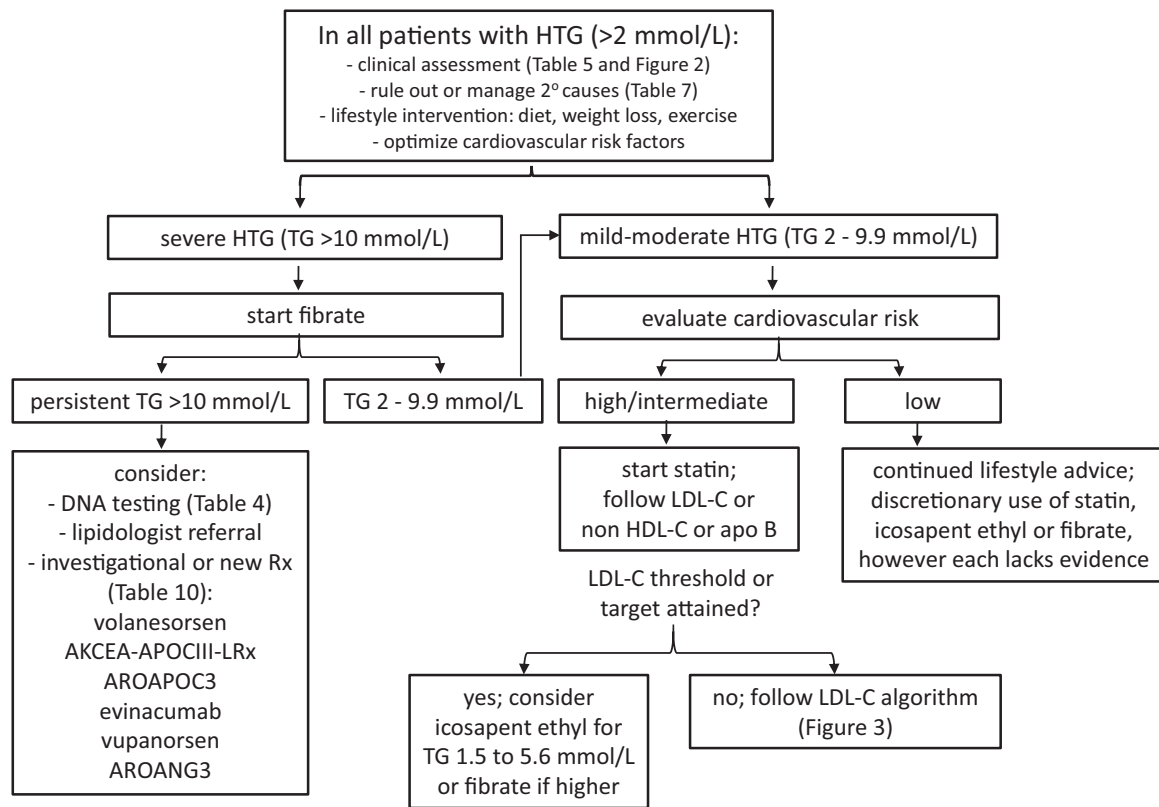 In all patients with HTG (>2 mmol/L):
- clinical assessment (Table 5 and Figure 2)
- rule out or manage 2º causes (Table 7)
- lifestyle intervention: diet, weight loss, exercise
- optimize cardiovascular risk factors
severe HTG (TG >10 mmol/L)
mild-moderate HTG (TG 2 - 9.9 mmol/L)
start fibrate
evaluate cardiovascular risk
persistent TG >10 mmol/L
TG 2 - 9.9 mmol/L
high/intermediate
low
consider:
- DNA testing (Table 4)
- lipidologist referral
- investigational or new Rx
(Table 10):
volanesorsen
AKCEA-APOCIII-LRx
AROAPOC3
evinacumab
vupanorsen
AROANG3
start statin;
follow LDL-C or
non HDL-C or apo B
continued lifestyle advice;
discretionary use of statin,
icosapent ethyl or fibrate,
however each lacks evidence
LDL-C threshold or
target attained?
yes; consider
icosapent ethyl for
TG 1.5 to 5.6 mmol/L
or fibrate if higher
no; follow LDL-C algorithm
(Figure 3)